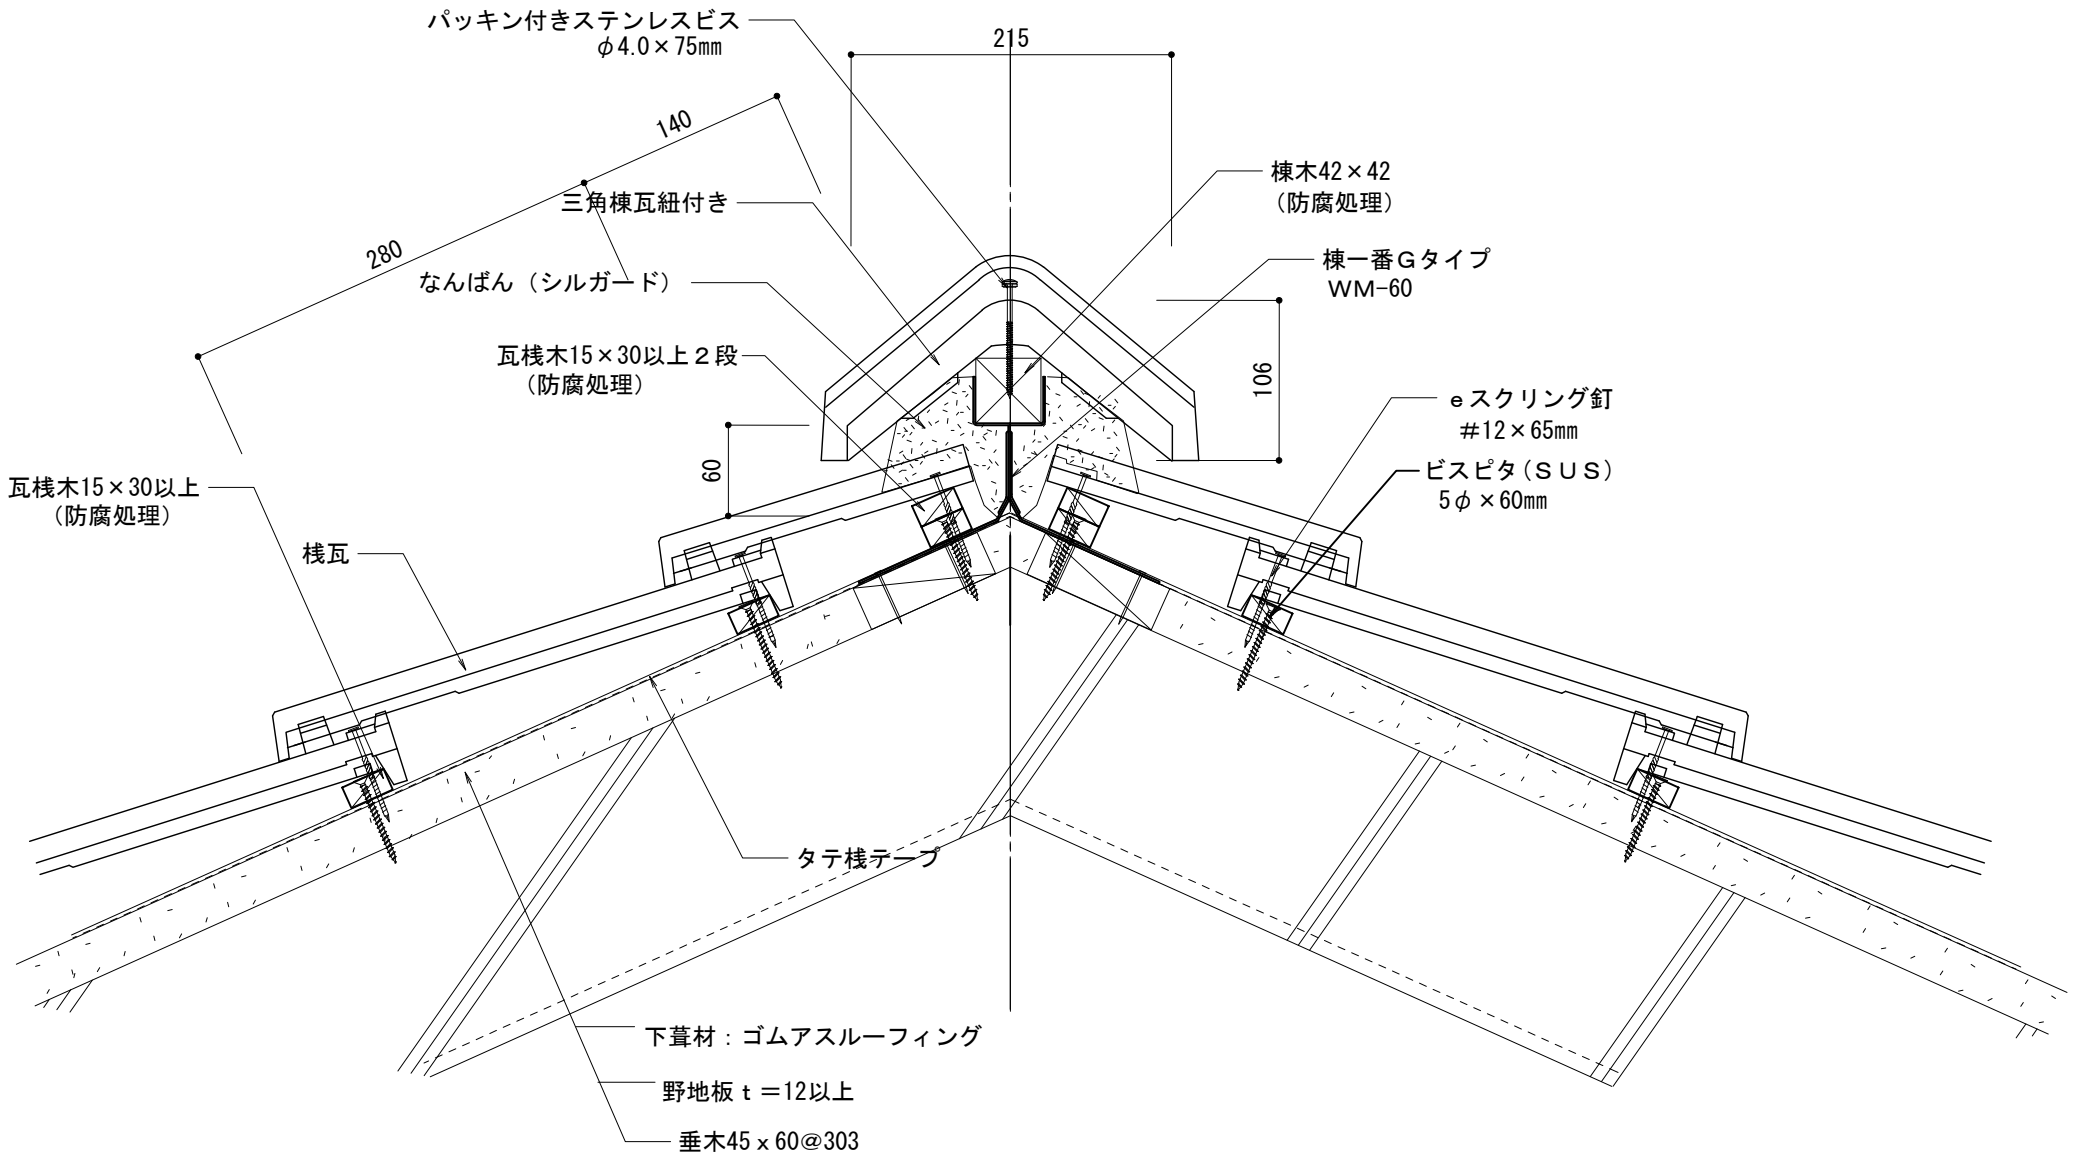 パッキン付きステンレスビス
φ4.0×75mm
215
140
280
三角棟瓦紐付き
棟木42×42
（防腐処理）
なんばん（シルガード）
棟一番Gタイプ
WM-60
瓦桟木15×30以上２段
（防腐処理）
106
eスクリング釘
＃12×65mm
60
ビスピタ（ＳＵＳ）
5φ×60mm
瓦桟木15×30以上
（防腐処理）
桟瓦
タテ桟テープ
下葺材：ゴムアスルーフィング
野地板ｔ＝12以上
垂木45ｘ60@303